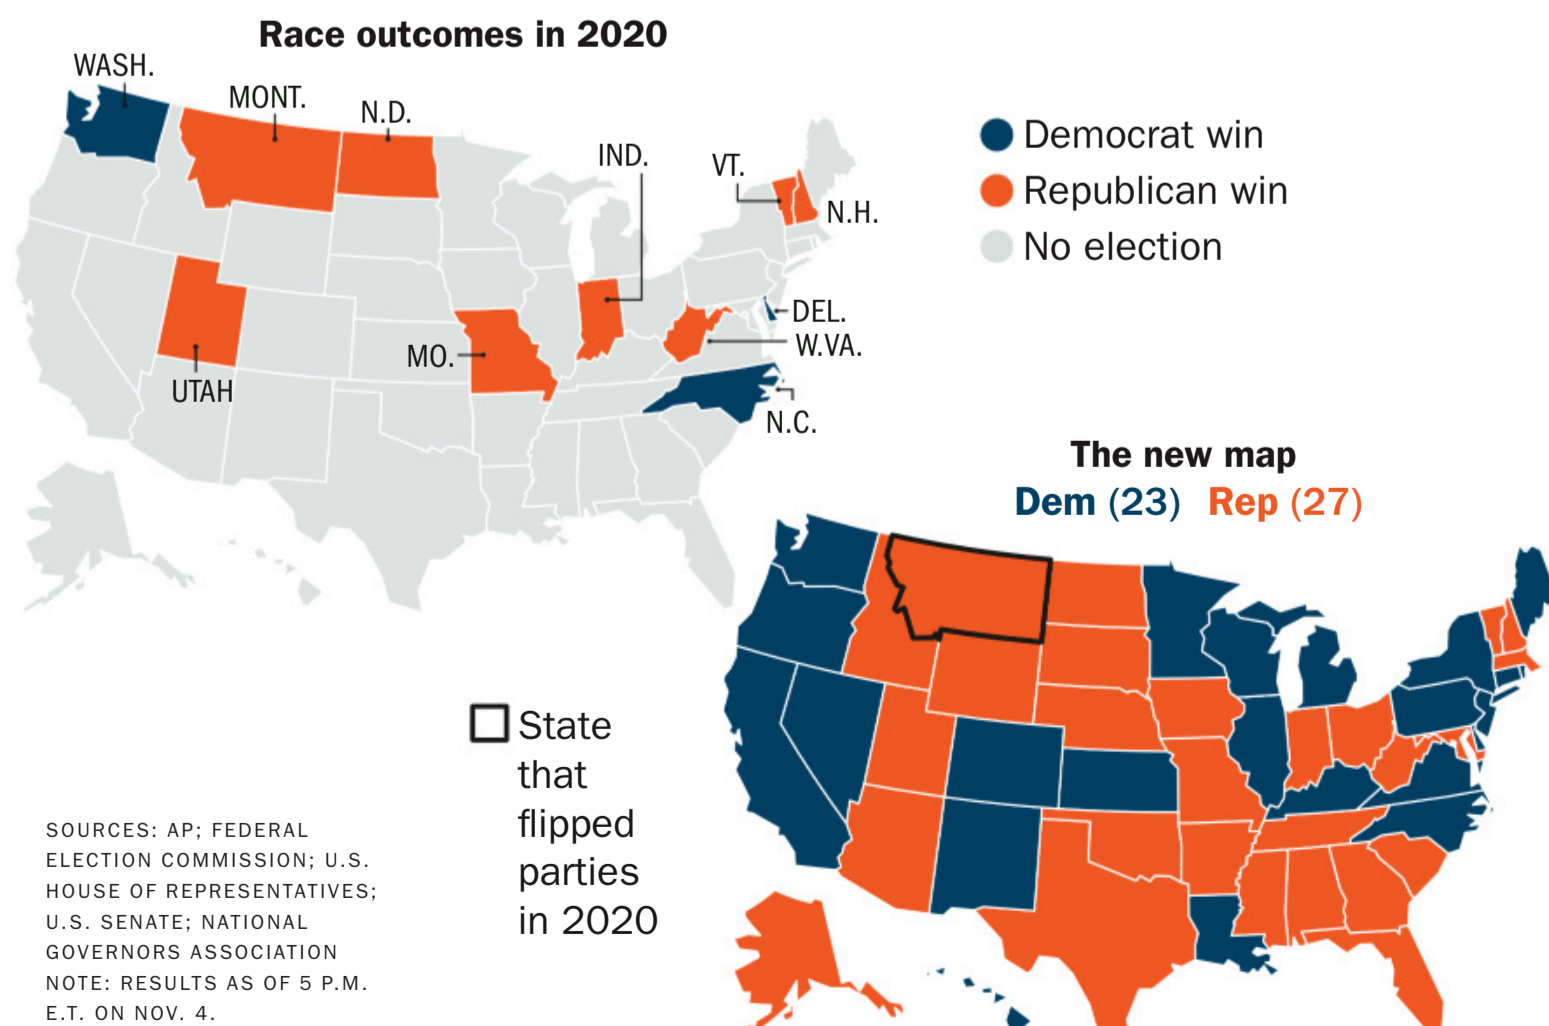 Race outcomes in 2020
WASH.
MONT.
N.D.
IND.
VT.
N.H.
DEL.
W.VA.
MO.
UTAH
N.C.
Democrat win
Republican win
No election
The new map
Dem (23) Rep (27)
State
that
flipped
parties
in 2020
SOURCES: AP; FEDERAL
ELECTION COMMISSION; U.S.
HOUSE OF REPRESENTATIVES;
U.S. SENATE; NATIONAL
GOVERNORS ASSOCIATION
NOTE: RESULTS AS OF 5 P.M.
E.T. ON NOV. 4.